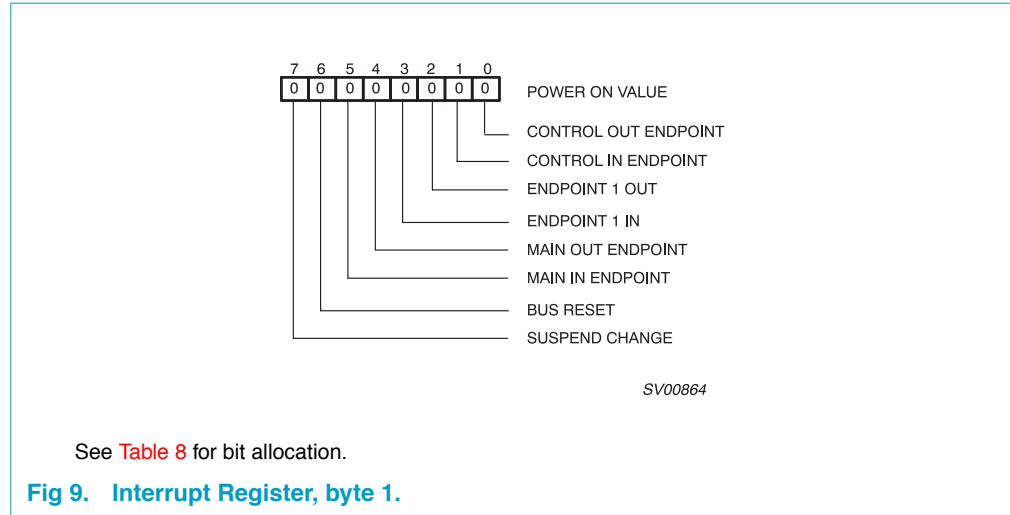 7 6 5 4 3 2 1 0
0 0 0 0 0 0 0 0 POWER ON VALUE
CONTROL OUT ENDPOINT
CONTROL IN ENDPOINT
ENDPOINT 1 OUT
ENDPOINT 1 IN
MAIN OUT ENDPOINT
MAIN IN ENDPOINT
BUS RESET
SUSPEND CHANGE
SV00864
See Table 8 for bit allocation.
Fig 9. Interrupt Register, byte 1.